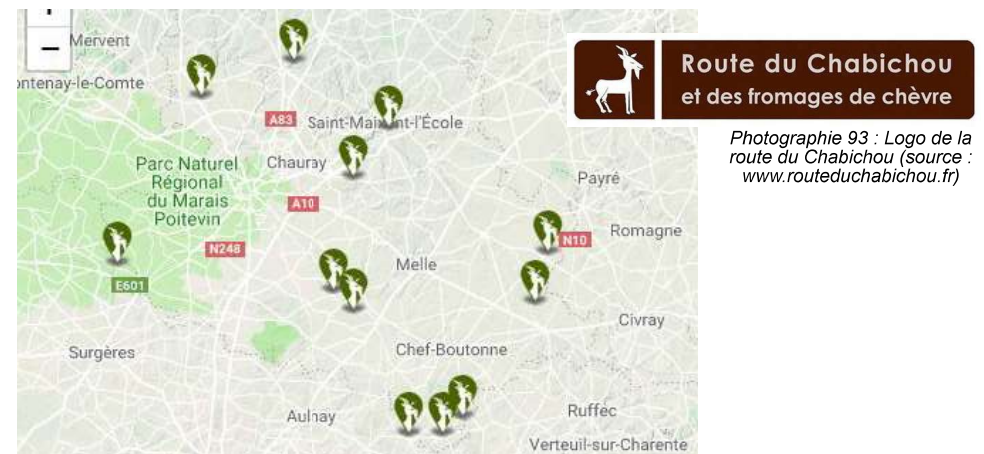 +
−
Mervent
ontenay-le-Comte
A83
Saint-Maixent-l'École
Chauray
Parc Naturel
Régional
du Marais
Poitevin
Payré
A10
N10
Romagne
N248
Melle
E601
Civray
Surgères
Chef-Boutonne
Aulnay
Ruffec
Verteuil-sur-Charente
Route du Chabichou
et des fromages de chèvre
Photographie 93 : Logo de la
route du Chabichou (source :
www.routeduchabichou.fr)